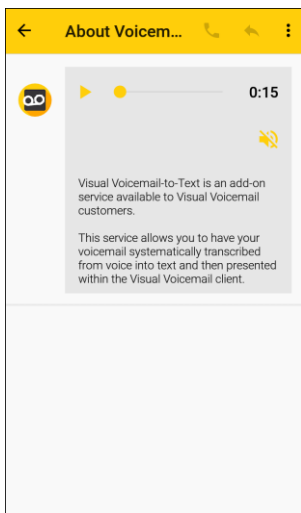 About Voicem...
0:15
Visual Voicemail-to-Text is an add-on
service available to Visual Voicemail
customers.
This service allows you to have your
voicemail systematically transcribed
from voice into text and then presented
within the Visual Voicemail client.